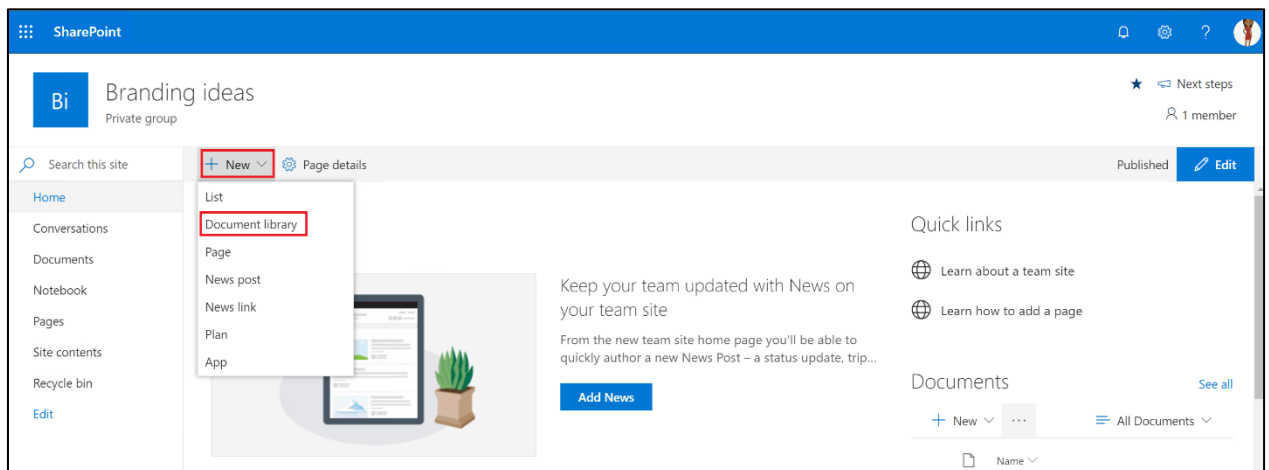 SharePoint
?
Bi
Branding ideas
Private group
Next steps
1 member
Search this site
+ New
Page details
Published
Edit
Home
Conversations
Documents
Notebook
Pages
Site contents
Recycle bin
Edit
List
Document library
Page
News post
News link
Plan
App
Keep your team updated with News on
your team site
From the new team site home page you'll be able to
quickly author a new News Post – a status update, trip...
Add News
Quick links
Learn about a team site
Learn how to add a page
Documents
See all
+ New
...
All Documents
Name